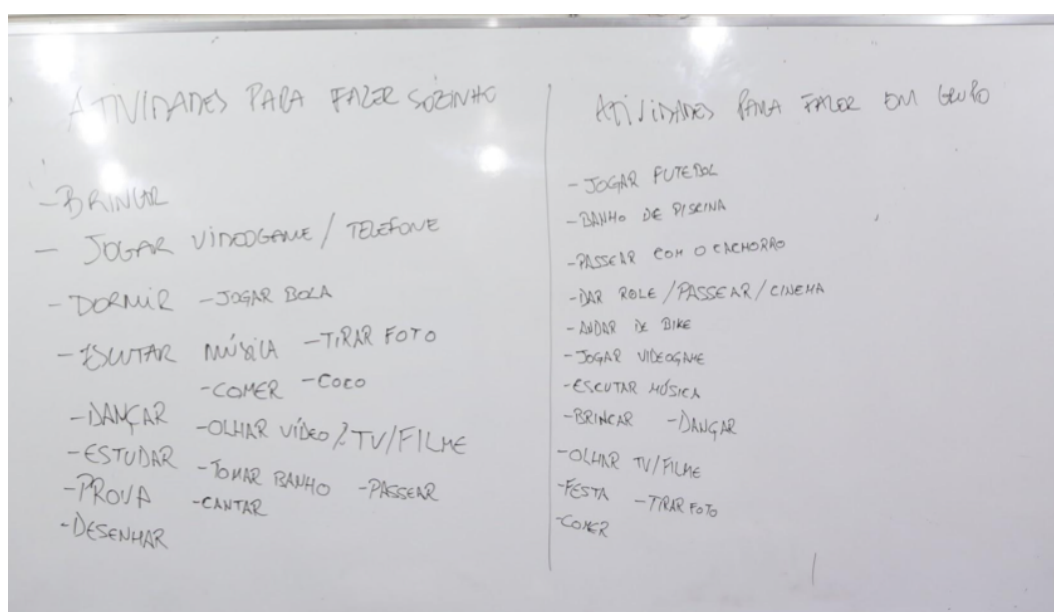 ATIVIDADES PARA FAZER SOZINHO
- BRINCAR
- JOGAR VIDEOGAME / TELEFONE
- DORMIR - JOGAR BOLA
- ESCUTAR MÚSICA - TIRAR FOTO
- COMER - COCO
- DANÇAR - OLHAR VÍDEO / TV/FILME
- ESTUDAR - TOMAR BANHO - PASSEAR
- PROVA - CANTAR
- DESENHAR
ATIVIDADES PARA FAZER EM GRUPO
- JOGAR FUTEBOL
- BANHO DE PISCINA
- PASSEAR COM O CACHORRO
- DAR ROLE / PASSEAR / CINEMA
- ANDAR DE BIKE
- JOGAR VIDEOGAME
- ESCUTAR MÚSICA
- BRINCAR - DANÇAR
- OLHAR TV/FILME
- FESTA - TIRAR FOTO
- COMER